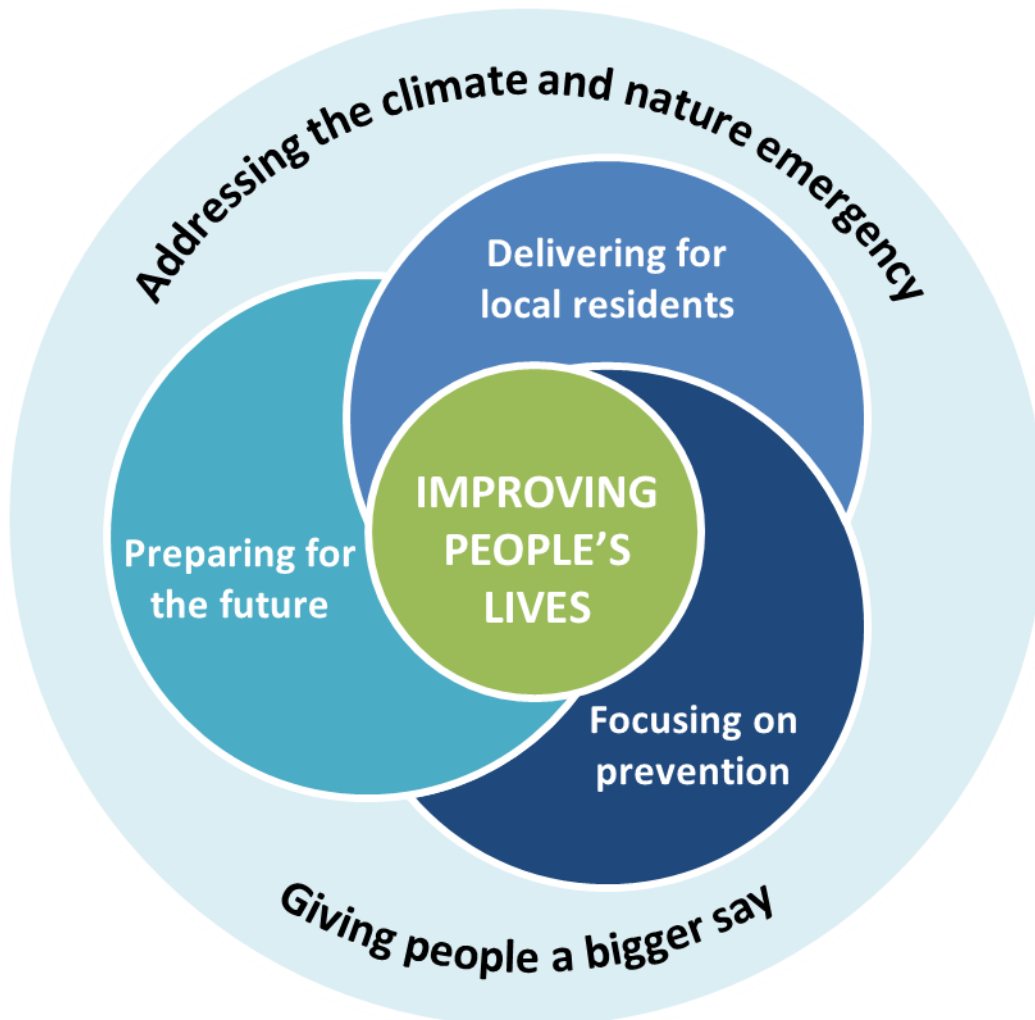 Addressing the climate and nature emergency
Delivering for
local residents
IMPROVING
PEOPLE’S
LIVES
Preparing for
the future
Focusing on
prevention
Giving people a bigger say